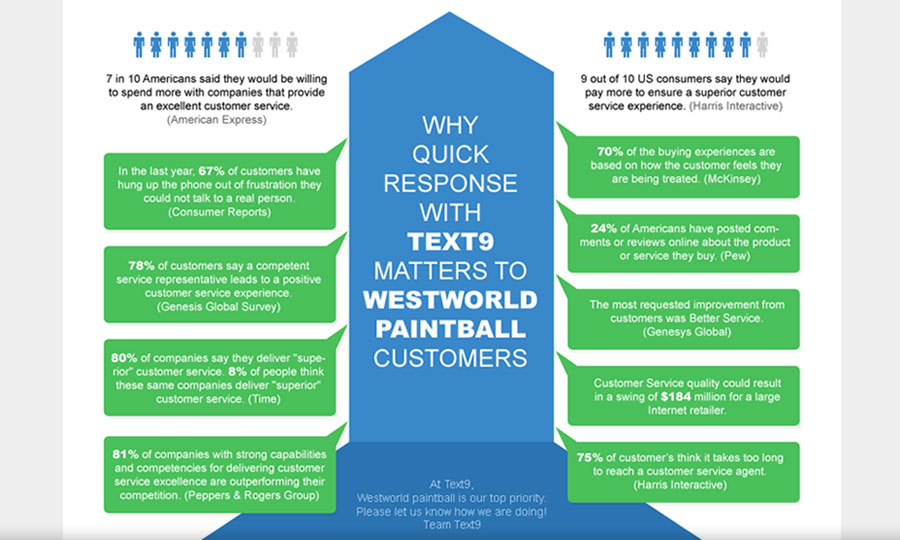 7 in 10 Americans said they would be willing
to spend more with companies that provide
an excellent customer service.
(American Express)
In the last year, 67% of customers have
hung up the phone out of frustration they
could not talk to a real person.
(Consumer Reports)
78% of customers say a competent
service representative leads to a positive
customer service experience.
(Genesis Global Survey)
80% of companies say they deliver "supe-
rior" customer service. 8% of people think
these same companies deliver "superior"
customer service. (Time)
81% of companies with strong capabilities
and competencies for delivering customer
service excellence are outperforming their
competition. (Peppers & Rogers Group)
WHY
QUICK
RESPONSE
WITH
TEXT9
MATTERS TO
WESTWORLD
PAINTBALL
CUSTOMERS
At Text9,
Westworld paintball is our top priority.
Please let us know how we are doing!
Team Text9
9 out of 10 US consumers say they would
pay more to ensure a superior customer
service experience. (Harris Interactive)
70% of the buying experiences are
based on how the customer feels they
are being treated. (McKinsey)
24% of Americans have posted com-
ments or reviews online about the product
or service they buy. (Pew)
The most requested improvement from
customers was Better Service.
(Genesys Global)
Customer Service quality could result
in a swing of $184 million for a large
Internet retailer.
75% of customer's think it takes too long
to reach a customer service agent.
(Harris Interactive)